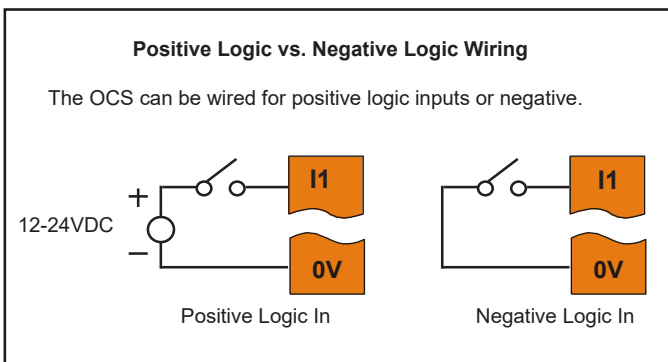 Positive Logic vs. Negative Logic Wiring
The OCS can be wired for positive logic inputs or negative.
+
12-24VDC
–
I1
0V
Positive Logic In
I1
0V
Negative Logic In